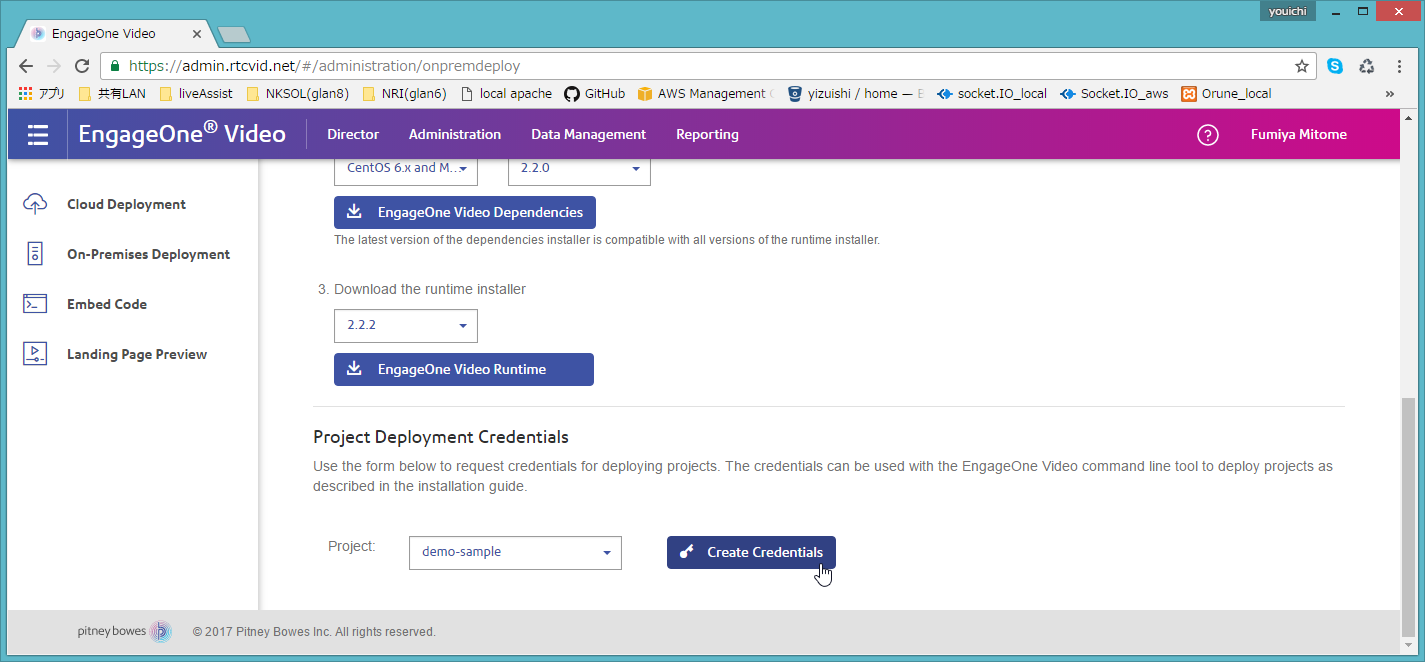 youichi
EngageOne Video
https://admin.rtcvid.net/#/administration/onpremdeploy
アプリ 共有LAN liveAssist NKSOL(glan8) NRI(glan6) local apache GitHub AWS Management yizuishi / home — socket.IO_local Socket.IO_aws Orune_local »
EngageOne® Video Director Administration Data Management Reporting ? Fumiya Mitome
Cloud Deployment
On-Premises Deployment
Embed Code
Landing Page Preview
CentOS 6.x and M... 2.2.0
EngageOne Video Dependencies
The latest version of the dependencies installer is compatible with all versions of the runtime installer.
3. Download the runtime installer
2.2.2
EngageOne Video Runtime
Project Deployment Credentials
Use the form below to request credentials for deploying projects. The credentials can be used with the EngageOne Video command line tool to deploy projects as
described in the installation guide.
Project: demo-sample Create Credentials
pitney bowes © 2017 Pitney Bowes Inc. All rights reserved.